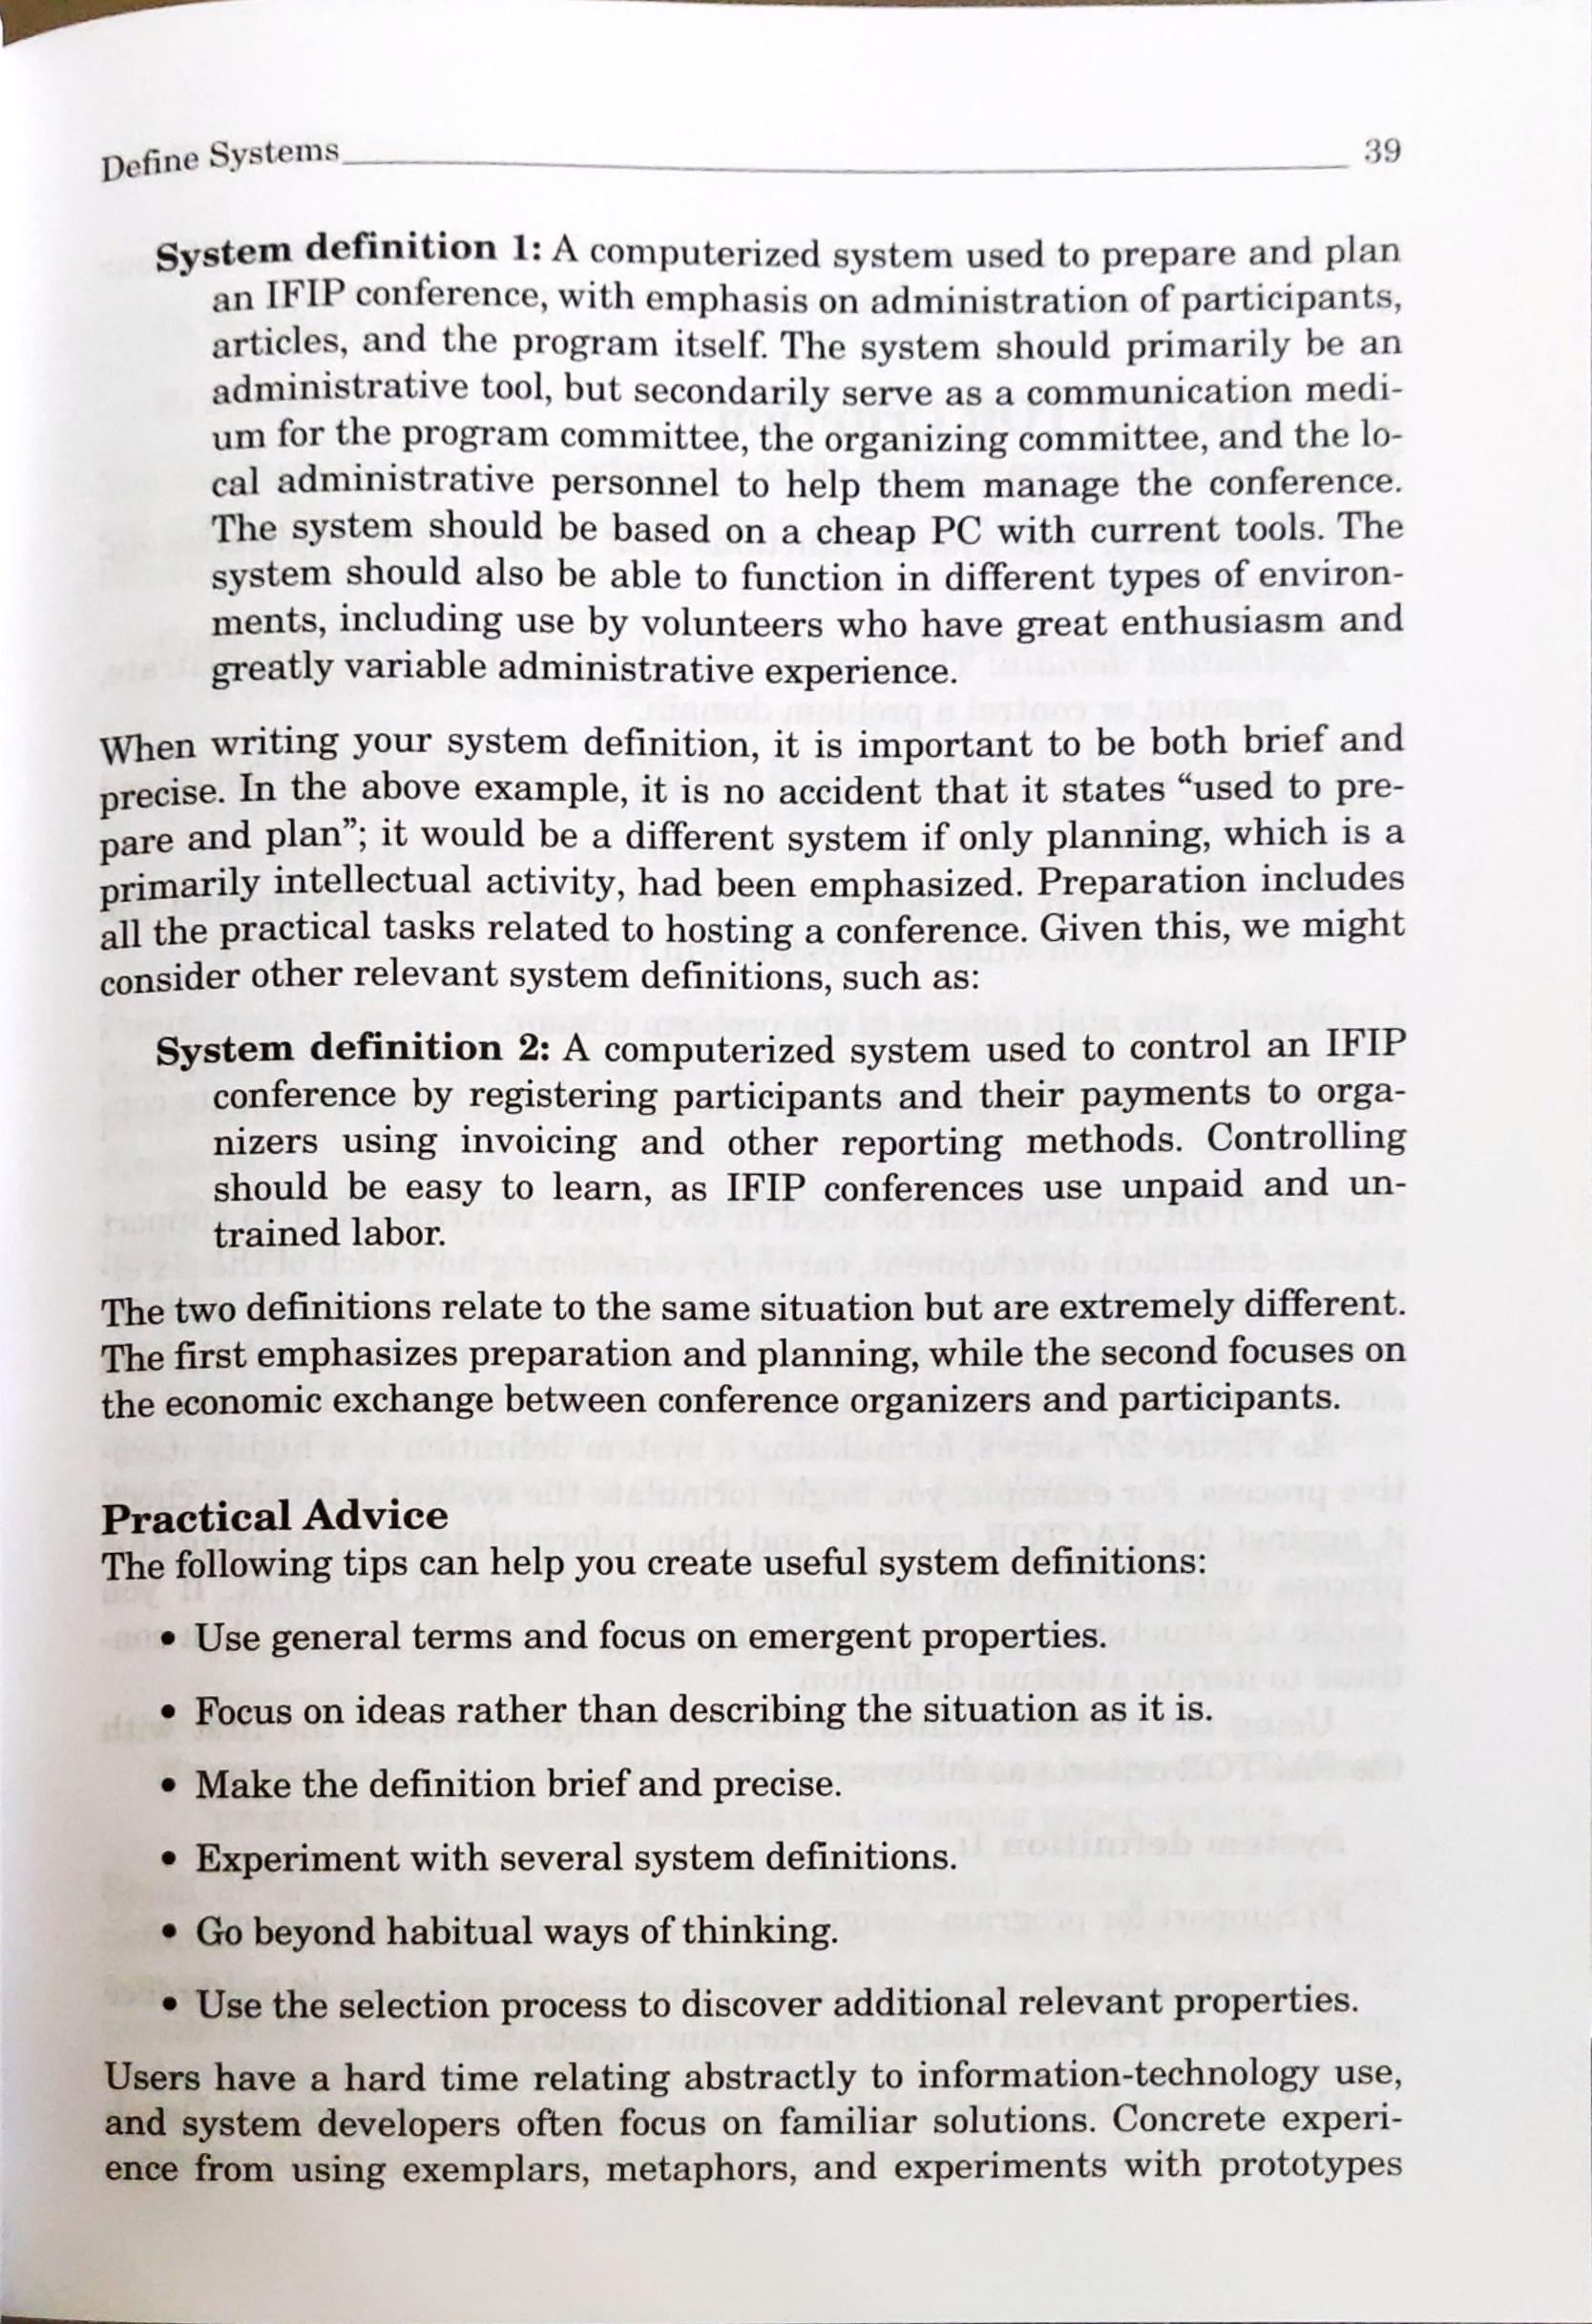 Define Systems 39
System definition 1: A computerized system used to prepare and plan
an IFIP conference, with emphasis on administration of participants,
articles, and the program itself. The system should primarily be an
administrative tool, but secondarily serve as a communication medi-
um for the program committee, the organizing committee, and the lo-
cal administrative personnel to help them manage the conference.
The system should be based on a cheap PC with current tools. The
system should also be able to function in different types of environ-
ments, including use by volunteers who have great enthusiasm and
greatly variable administrative experience.
When writing your system definition, it is important to be both brief and
precise. In the above example, it is no accident that it states “used to pre-
pare and plan”; it would be a different system if only planning, which is a
primarily intellectual activity, had been emphasized. Preparation includes
all the practical tasks related to hosting a conference. Given this, we might
consider other relevant system definitions, such as:
System definition 2: A computerized system used to control an IFIP
conference by registering participants and their payments to orga-
nizers using invoicing and other reporting methods. Controlling
should be easy to learn, as IFIP conferences use unpaid and un-
trained labor.
The two definitions relate to the same situation but are extremely different.
The first emphasizes preparation and planning, while the second focuses on
the economic exchange between conference organizers and participants.
Practical Advice
The following tips can help you create useful system definitions:
• Use general terms and focus on emergent properties.
• Focus on ideas rather than describing the situation as it is.
• Make the definition brief and precise.
• Experiment with several system definitions.
• Go beyond habitual ways of thinking.
• Use the selection process to discover additional relevant properties.
Users have a hard time relating abstractly to information-technology use,
and system developers often focus on familiar solutions. Concrete experi-
ence from using exemplars, metaphors, and experiments with prototypes